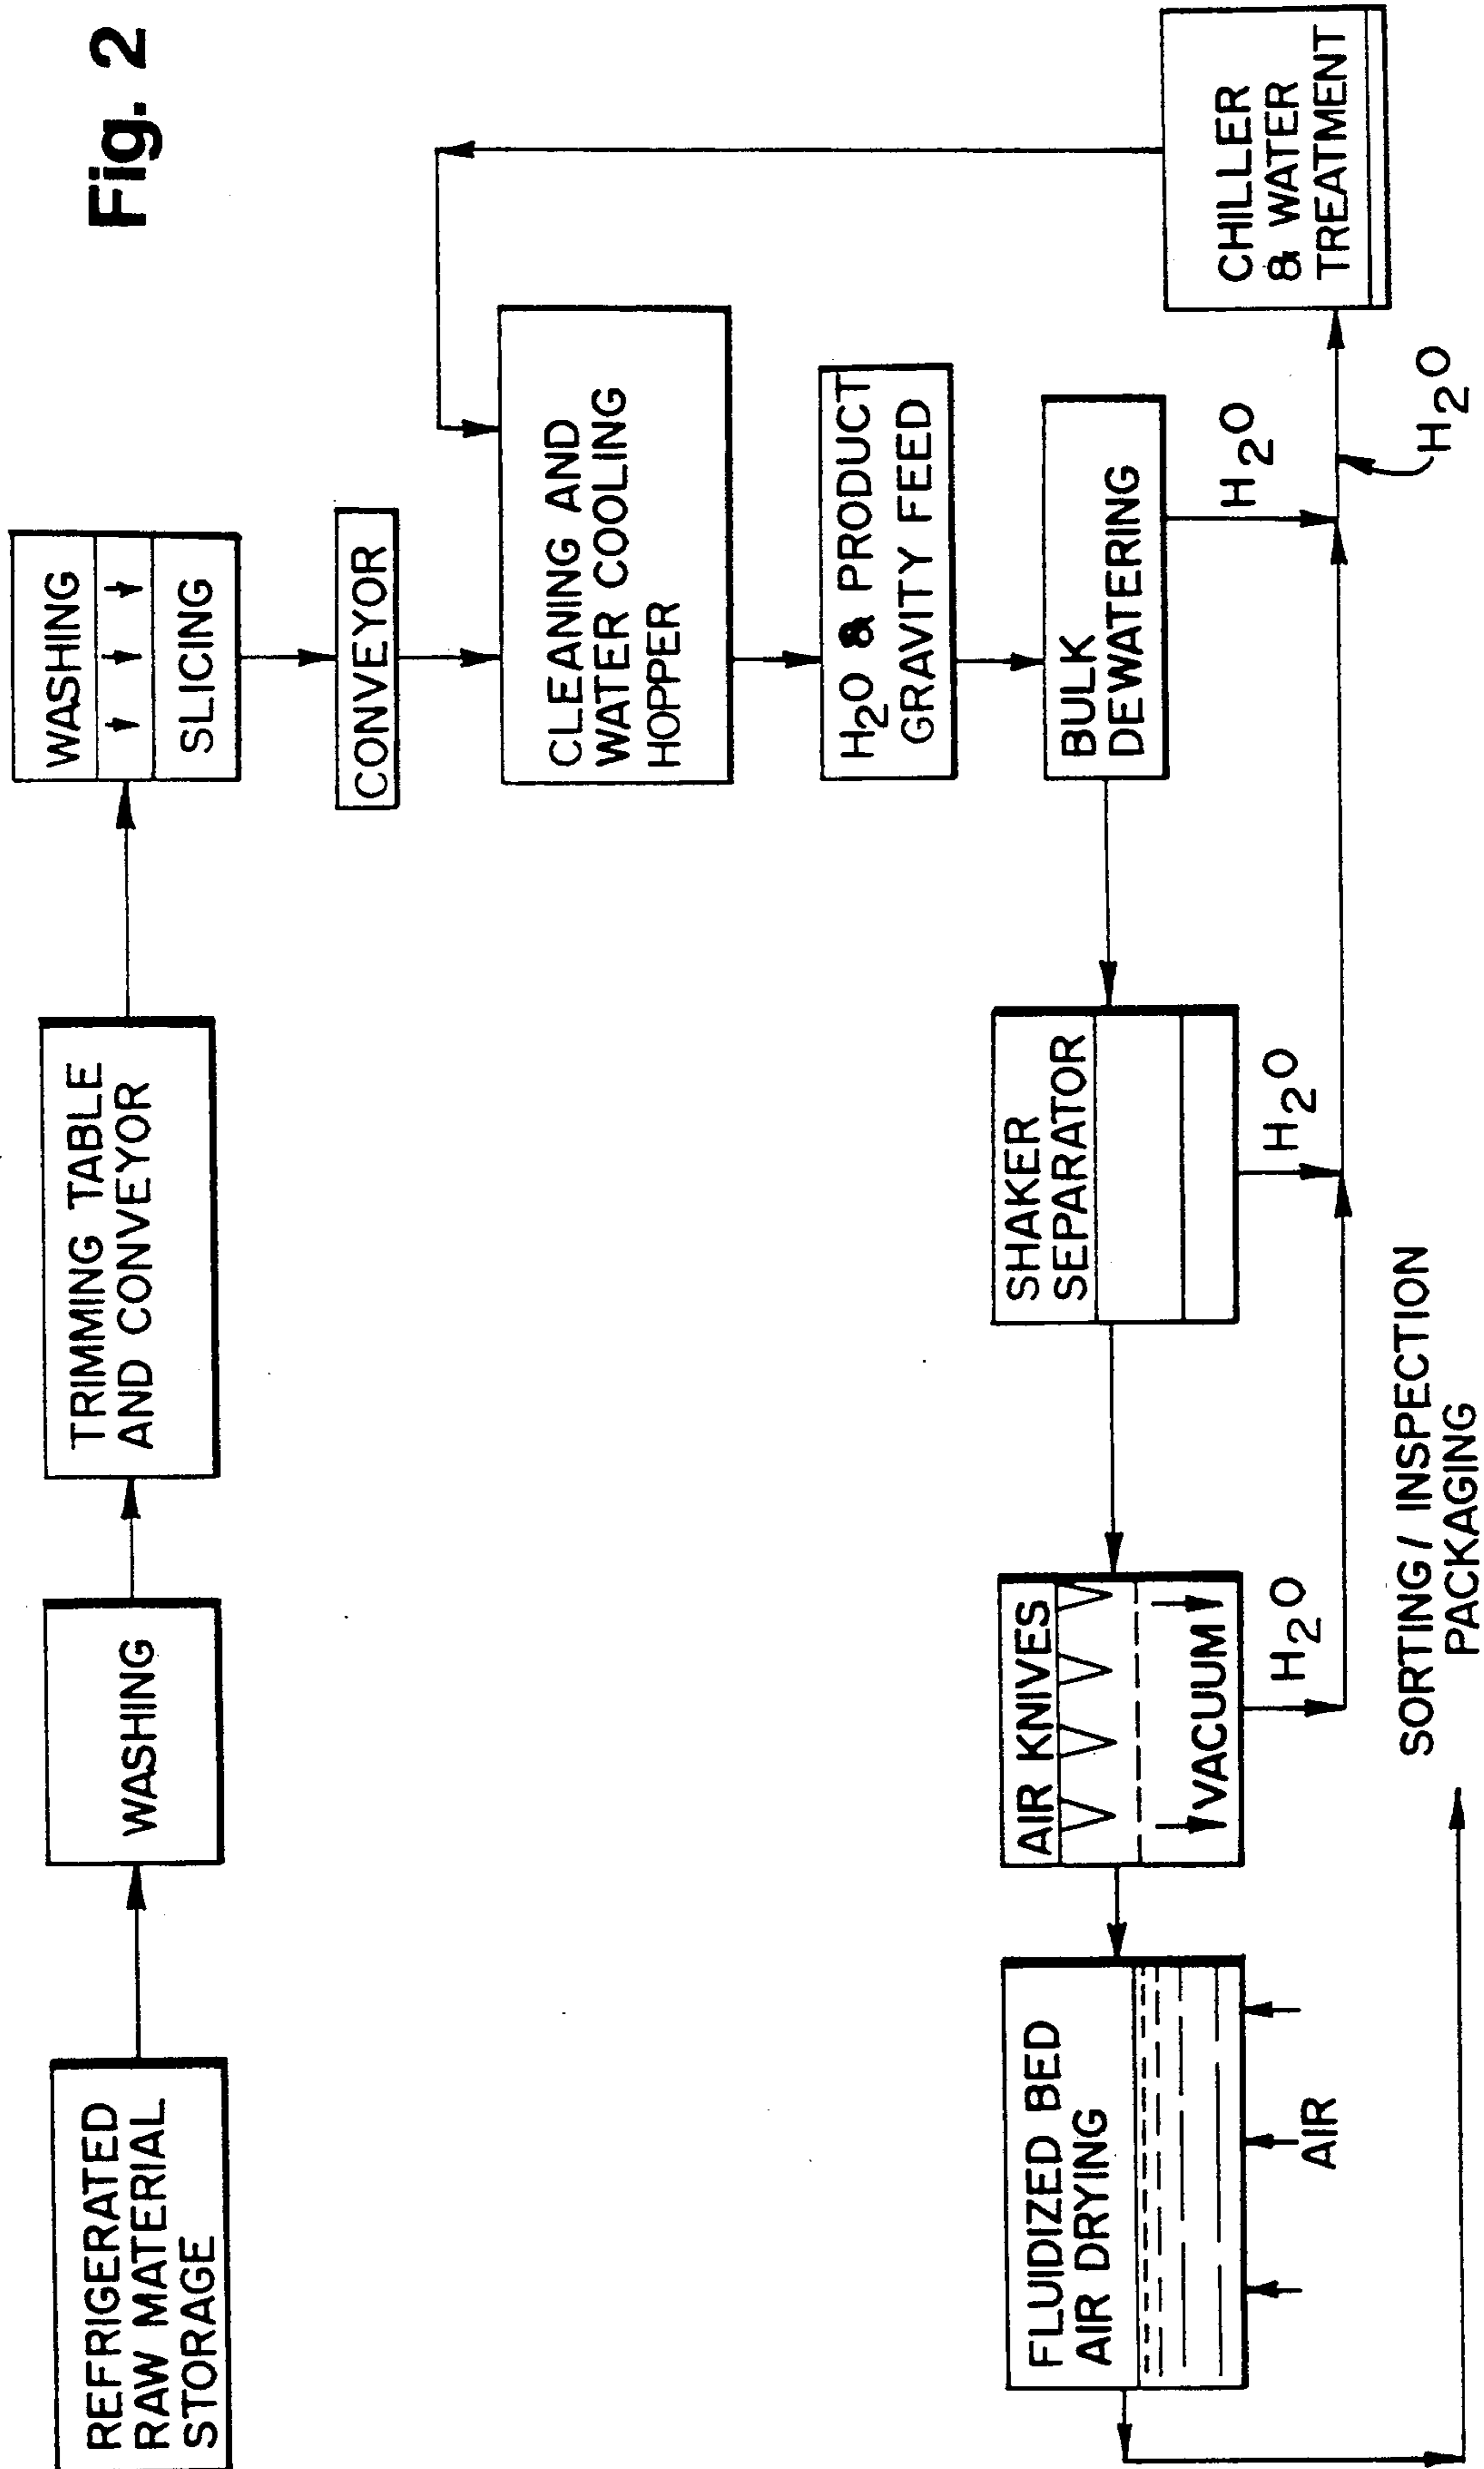 Fig. 2
REFRIGERATED
RAW MATERIAL
STORAGE
WASHING
TRIMMING TABLE
AND CONVEYOR
WASHING
SLICING
CONVEYOR
CLEANING AND
WATER COOLING
HOPPER
H2O & PRODUCT
GRAVITY FEED
BULK
DEWATERING
H2O
CHILLER
& WATER
TREATMENT
H2O
SHAKER
SEPARATOR
H2O
AIR KNIVES
VACUUM
H2O
FLUIDIZED BED
AIR DRYING
AIR
SORTING / INSPECTION
PACKAGING